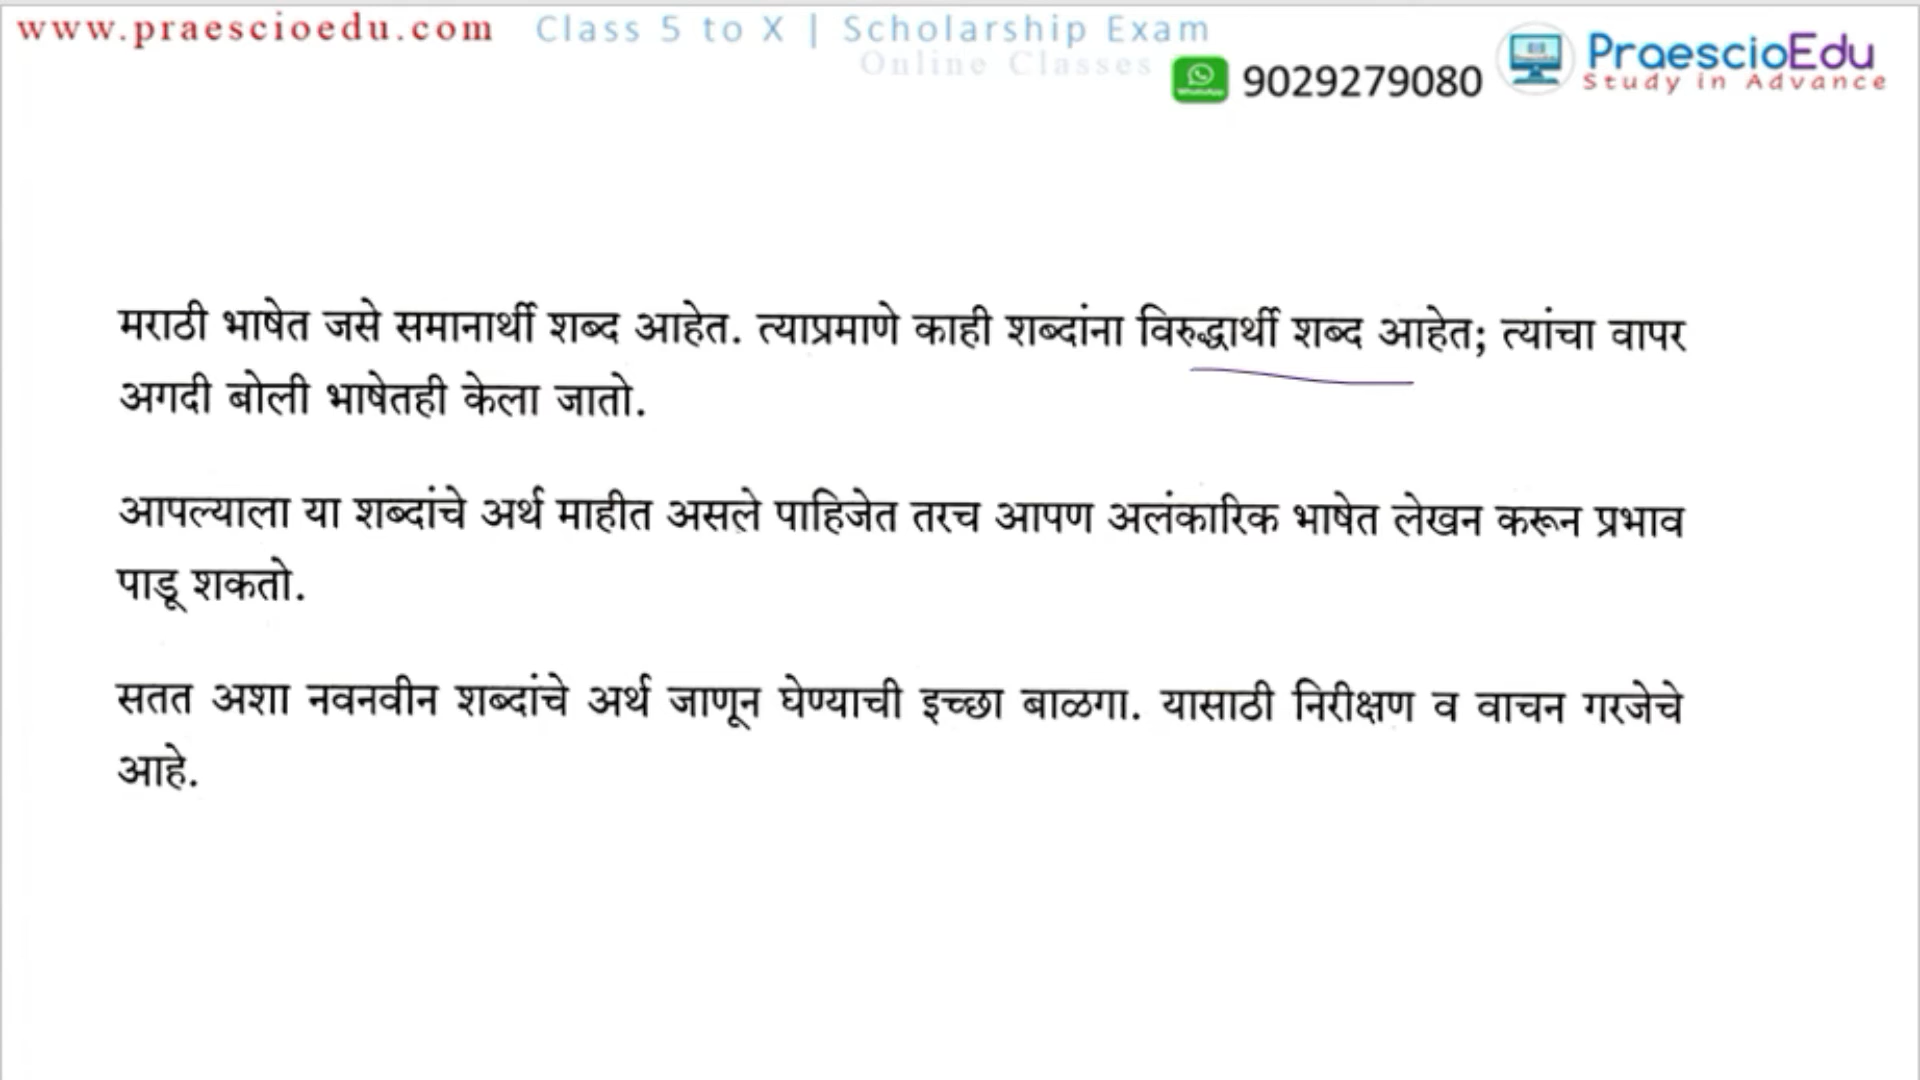 www.praescioedu.com Class 5 to X | Scholarship Exam
Online Classes
WhatsApp 9029279080 PraescioEdu
Study in Advance
मराठी भाषेत जसे समानार्थी शब्द आहेत. त्याप्रमाणे काही शब्दांना विरुद्धार्थी शब्द आहेत; त्यांचा वापर
अगदी बोली भाषेतही केला जातो.
आपल्याला या शब्दांचे अर्थ माहीत असले पाहिजेत तरच आपण अलंकारिक भाषेत लेखन करून प्रभाव
पाडू शकतो.
सतत अशा नवनवीन शब्दांचे अर्थ जाणून घेण्याची इच्छा बाळगा. यासाठी निरीक्षण व वाचन गरजेचे
आहे.